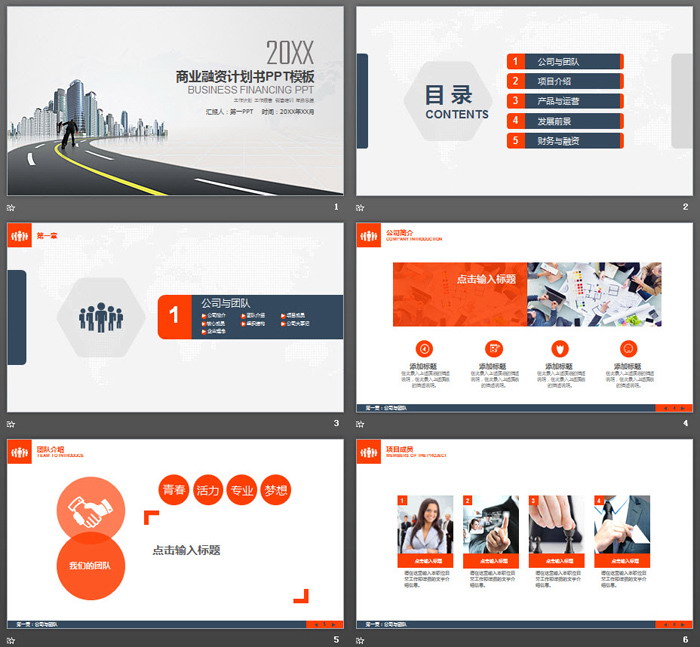 20XX
商业融资计划书PPT模板
BUSINESS FINANCING PPT
汇报人：第一PPT 时间：20XX年XX月
1
目录
CONTENTS
1 公司与团队
2 项目介绍
3 产品与运营
4 发展前景
5 财务与融资
2
第一章
1
公司与团队
公司简介 团队介绍 项目成员
核心成员 组织结构 公司大事记
企业理念
3
公司简介
COMPANY INTRODUCTION
点击输入标题
添加标题 添加标题 添加标题 添加标题
第一章：公司与团队
4
团队介绍
TEAM TO INTRODUCE
青春 活力 专业 梦想
点击输入标题
我们的团队
第一章：公司与团队
5
项目成员
MEMBERS OF THE PROJECT
1 2 3 4
点击输入标题 点击输入标题 点击输入标题 点击输入标题
第一章：公司与团队
6